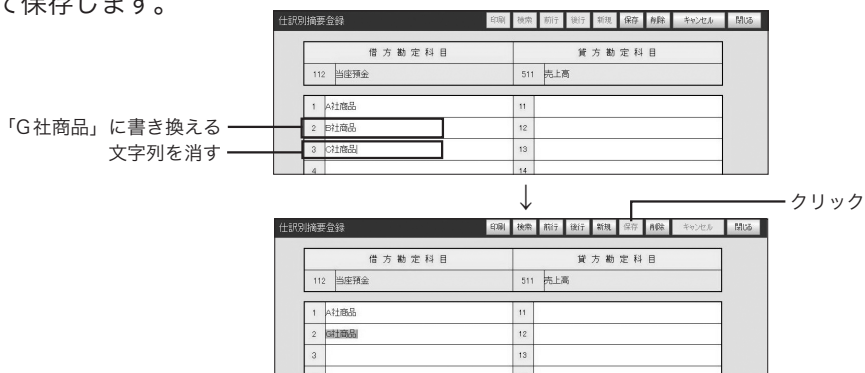 て保存します。
仕訳別摘要登録 印刷 検索 前行 後行 新規 保存 削除 キャンセル 閉じる
借方勘定科目 貸方勘定科目
112 当座預金 511 売上高
1 A社商品 11
「G社商品」に書き換える 2 B社商品 12
文字列を消す 3 C社商品 13
4 14
↓ クリック
仕訳別摘要登録 印刷 検索 前行 後行 新規 保存 削除 キャンセル 閉じる
借方勘定科目 貸方勘定科目
112 当座預金 511 売上高
1 A社商品 11
2 G社商品 12
3 13